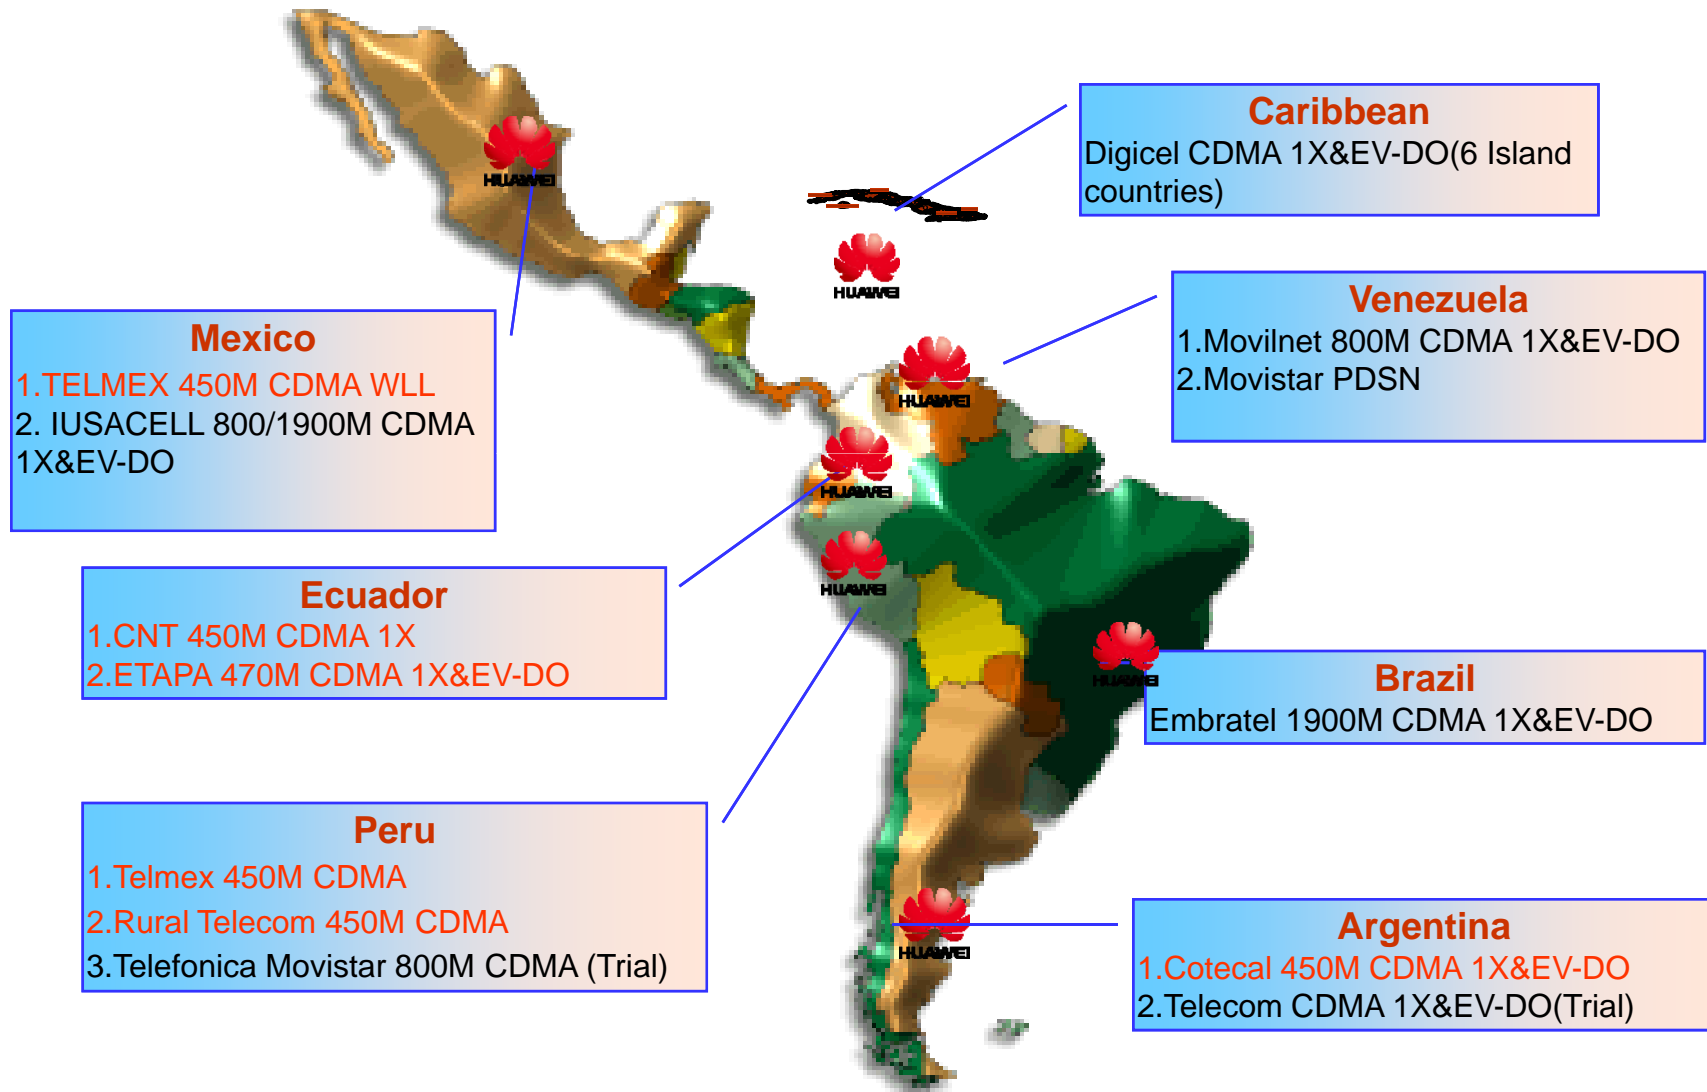 Caribbean
Digicel CDMA 1X&EV-DO(6 Island
countries)
HUAWEI
HUAWEI
Venezuela
1.Movilnet 800M CDMA 1X&EV-DO
2.Movistar PDSN
HUAWEI
Mexico
1.TELMEX 450M CDMA WLL
2. IUSACELL 800/1900M CDMA
1X&EV-DO
HUAWEI
Ecuador
1.CNT 450M CDMA 1X
2.ETAPA 470M CDMA 1X&EV-DO
HUAWEI
HUAWEI
Brazil
Embratel 1900M CDMA 1X&EV-DO
Peru
1.Telmex 450M CDMA
2.Rural Telecom 450M CDMA
3.Telefonica Movistar 800M CDMA (Trial)
HUAWEI
Argentina
1.Cotecal 450M CDMA 1X&EV-DO
2.Telecom CDMA 1X&EV-DO(Trial)